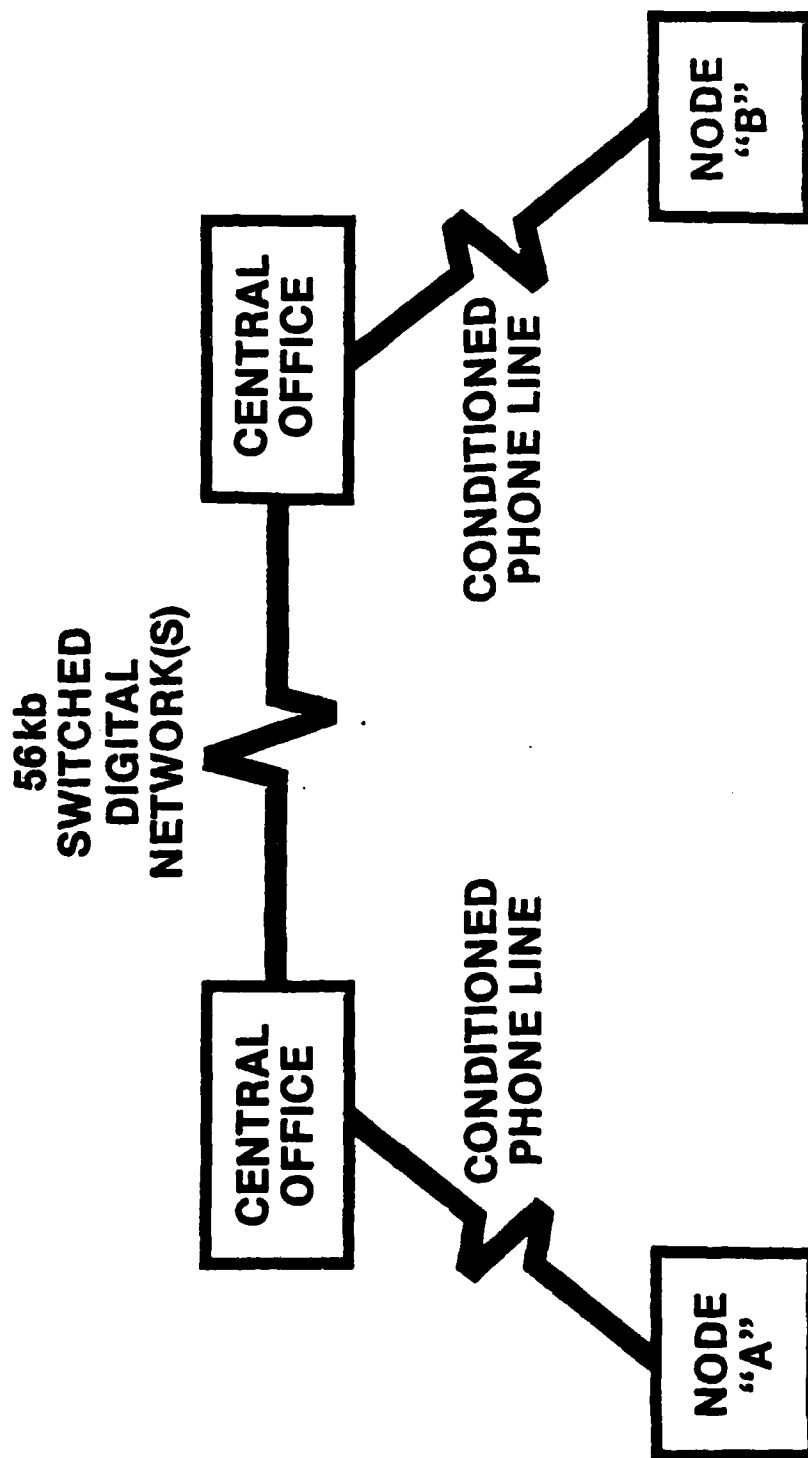 56kb
SWITCHED
DIGITAL
NETWORK(S)
CENTRAL
OFFICE
CENTRAL
OFFICE
CONDITIONED
PHONE LINE
CONDITIONED
PHONE LINE
NODE
“A”
NODE
“B”